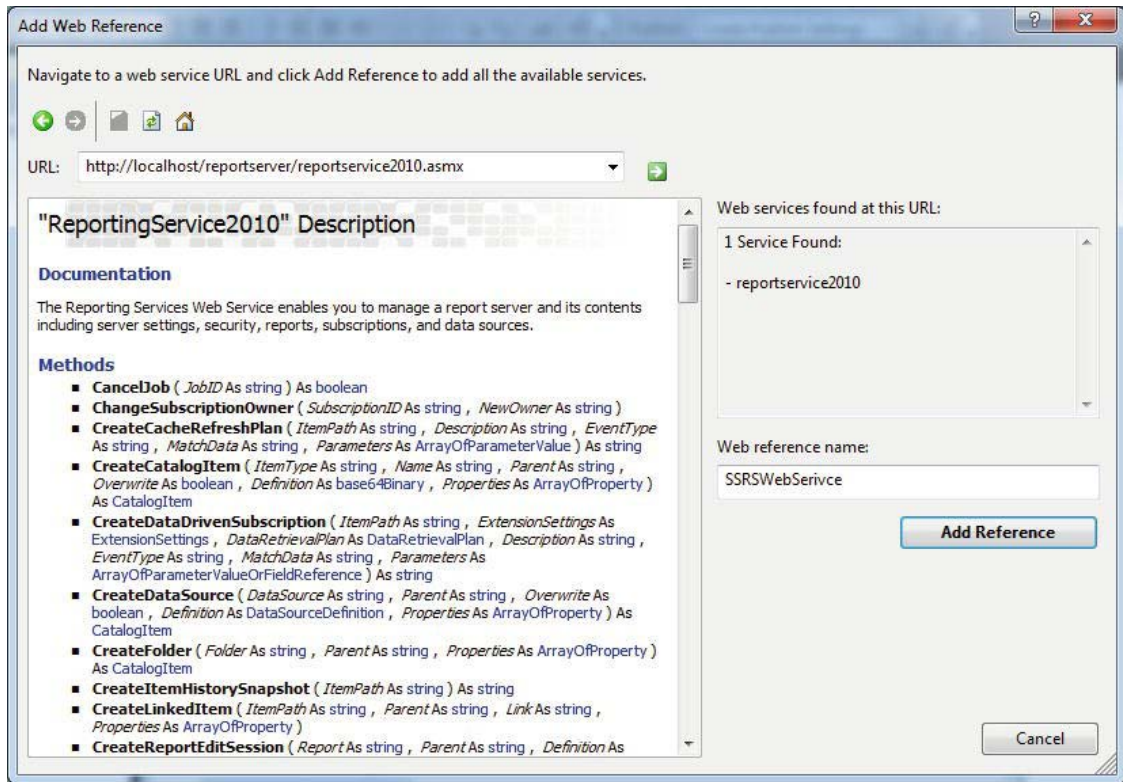 Add Web Reference
Navigate to a web service URL and click Add Reference to add all the available services.
URL: http://localhost/reportserver/reportservice2010.asmx
"ReportingService2010" Description
Documentation
The Reporting Services Web Service enables you to manage a report server and its contents
including server settings, security, reports, subscriptions, and data sources.
Methods
■ CancelJob ( JobID As string ) As boolean
■ ChangeSubscriptionOwner ( SubscriptionID As string , NewOwner As string )
■ CreateCacheRefreshPlan ( ItemPath As string , Description As string , EventType
As string , MatchData As string , Parameters As ArrayOfParameterValue ) As string
■ CreateCatalogItem ( ItemType As string , Name As string , Parent As string ,
Overwrite As boolean , Definition As base64Binary , Properties As ArrayOfProperty )
As CatalogItem
■ CreateDataDrivenSubscription ( ItemPath As string , ExtensionSettings As
ExtensionSettings , DataRetrievalPlan As DataRetrievalPlan , Description As string ,
EventType As string , MatchData As string , Parameters As
ArrayOfParameterValueOrFieldReference ) As string
■ CreateDataSource ( DataSource As string , Parent As string , Overwrite As
boolean , Definition As DataSourceDefinition , Properties As ArrayOfProperty ) As
CatalogItem
■ CreateFolder ( Folder As string , Parent As string , Properties As ArrayOfProperty )
As CatalogItem
■ CreateItemHistorySnapshot ( ItemPath As string ) As string
■ CreateLinkedItem ( ItemPath As string , Parent As string , Link As string ,
Properties As ArrayOfProperty )
■ CreateReportEditSession ( Report As string , Parent As string , Definition As
Web services found at this URL:
1 Service Found:
- reportservice2010
Web reference name:
SSRSWebSerivce
Add Reference
Cancel